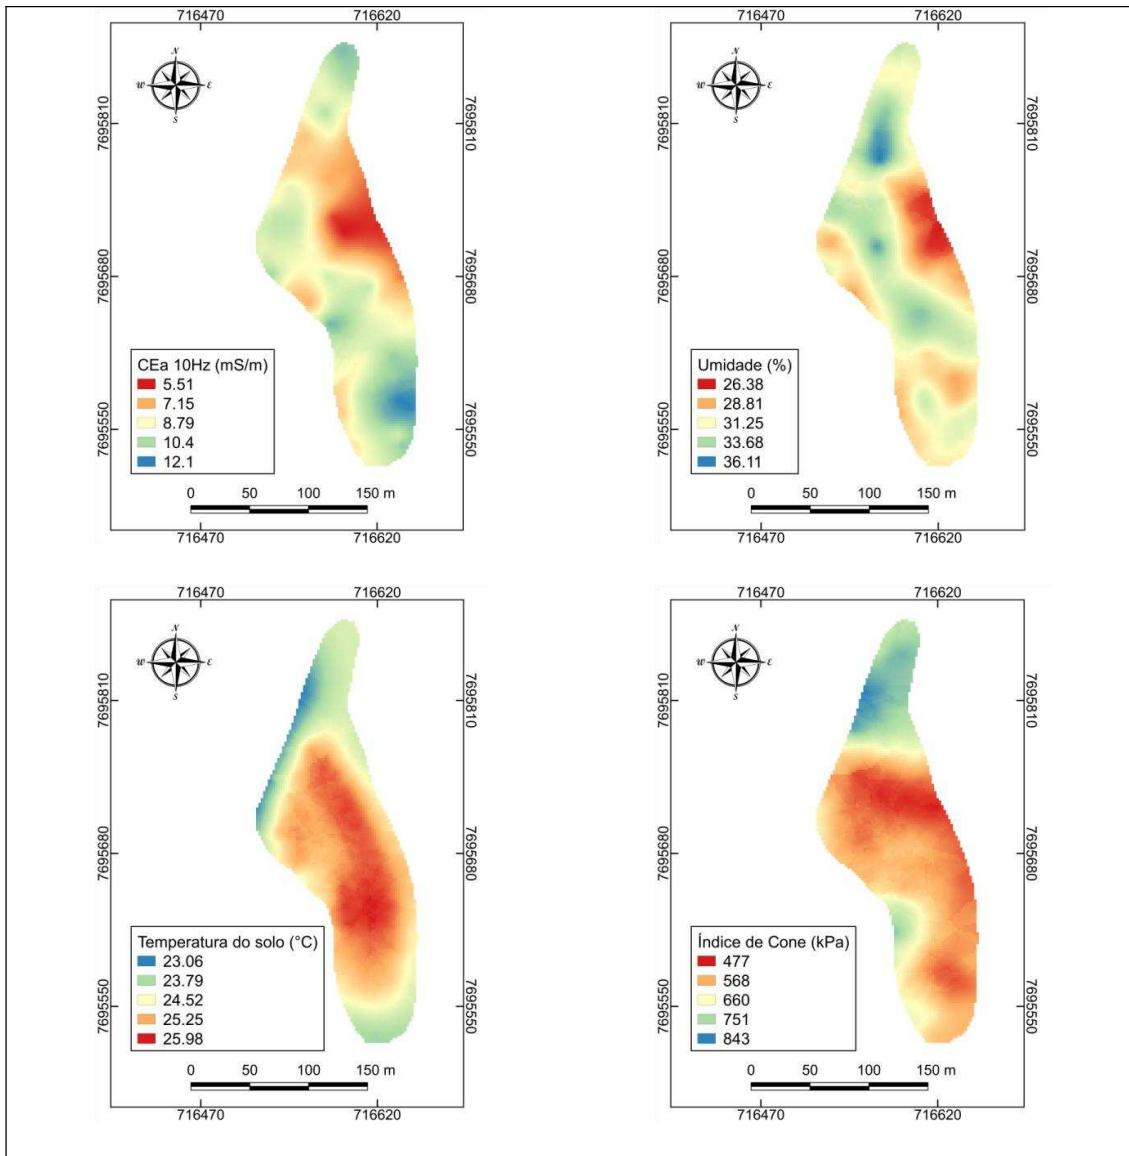 716470 716620
N
W E
S
7695810 7695810
7695680 7695680
7695550 7695550
CEa 10Hz (mS/m)
5.51
7.15
8.79
10.4
12.1
0 50 100 150 m
716470 716620
716470 716620
N
W E
S
7695810 7695810
7695680 7695680
7695550 7695550
Umidade (%)
26.38
28.81
31.25
33.68
36.11
0 50 100 150 m
716470 716620
716470 716620
N
W E
S
7695810 7695810
7695680 7695680
7695550 7695550
Temperatura do solo (°C)
23.06
23.79
24.52
25.25
25.98
0 50 100 150 m
716470 716620
716470 716620
N
W E
S
7695810 7695810
7695680 7695680
7695550 7695550
Índice de Cone (kPa)
477
568
660
751
843
0 50 100 150 m
716470 716620